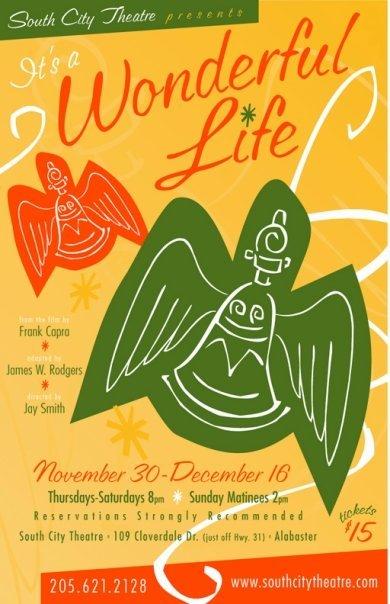 South City Theatre presents
It's a
Wonderful
Life
from the film by
Frank Capra
adapted by
James W. Rodgers
directed by
Jay Smith
November 30-December 16
Thursdays-Saturdays 8pm * Sunday Matinees 2pm
Reservations Strongly Recommended
South City Theatre • 109 Cloverdale Dr. (just off Hwy. 31) • Alabaster
tickets
$15
205.621.2128
www.southcitytheatre.com